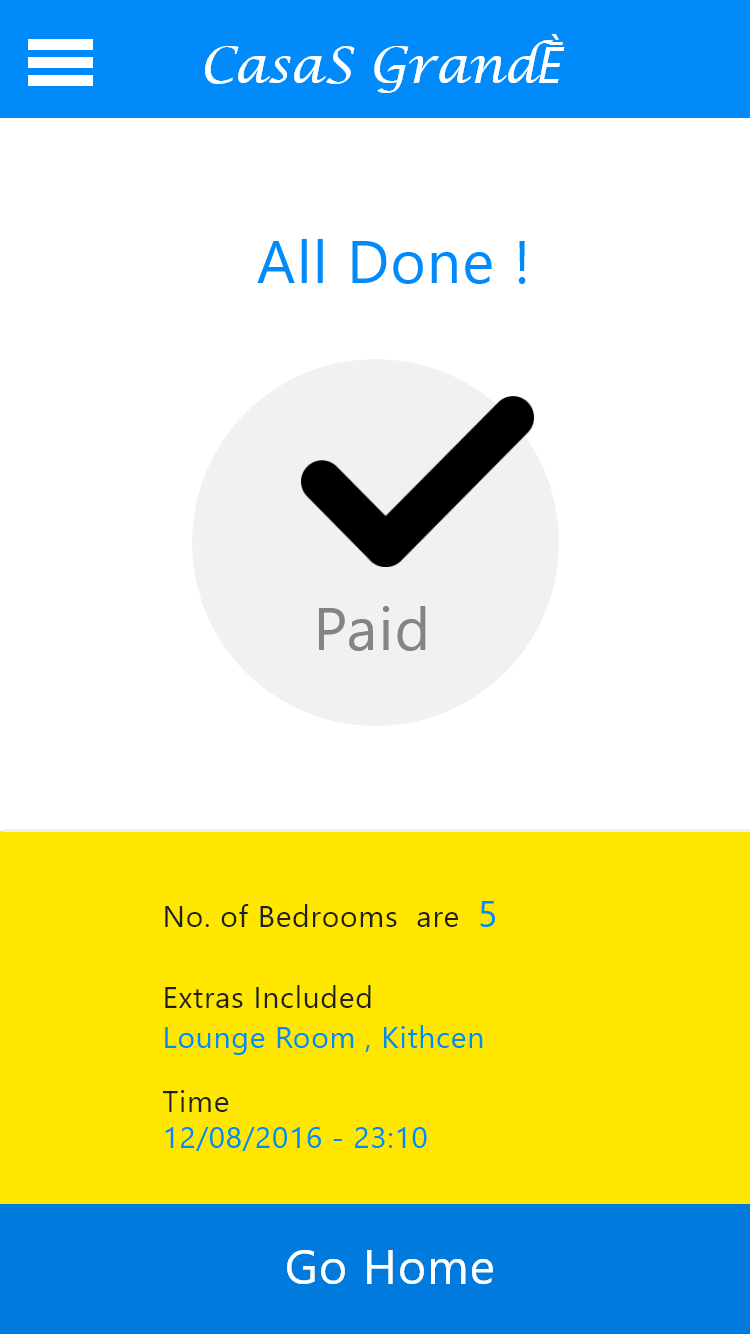 CasaS GrandÈ
All Done !
Paid
No. of Bedrooms are 5
Extras Included
Lounge Room , Kithcen
Time
12/08/2016 - 23:10
Go Home